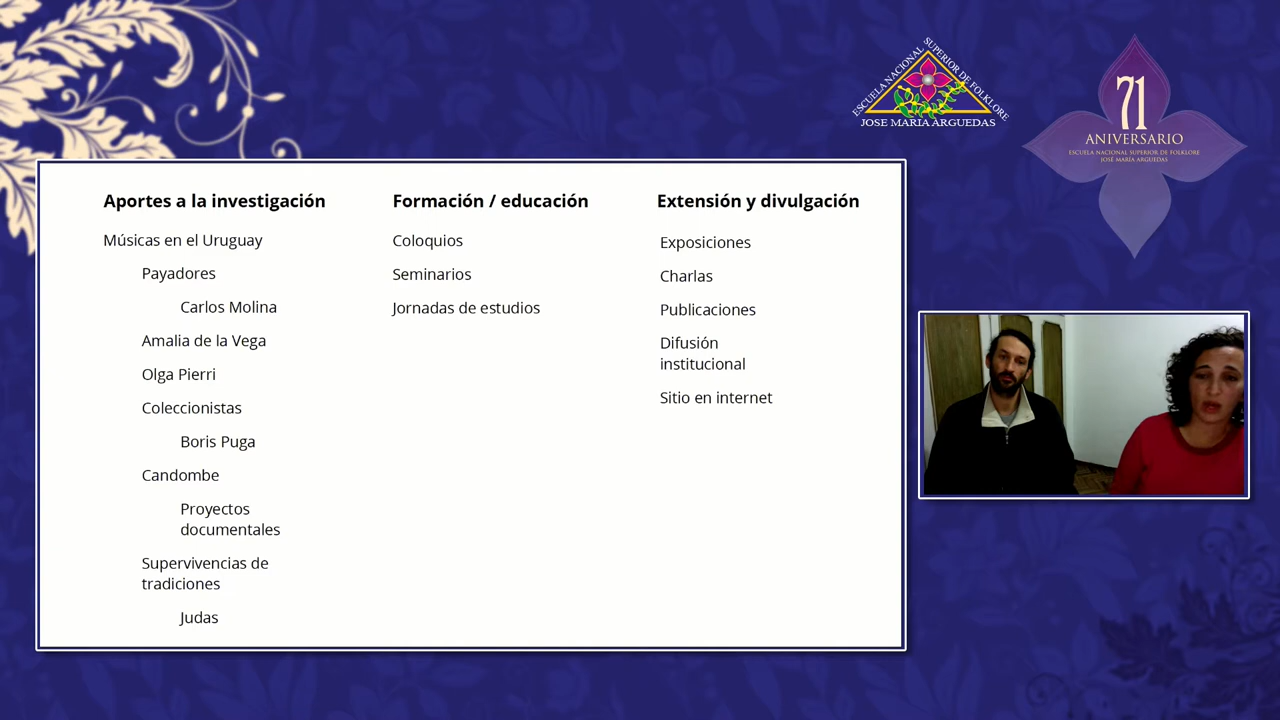 ESCUELA NACIONAL SUPERIOR DE FOLKLORE
JOSE MARIA ARGUEDAS
71
ANIVERSARIO
ESCUELA NACIONAL SUPERIOR DE FOLKLORE
JOSÉ MARÍA ARGUEDAS
Aportes a la investigación
Músicas en el Uruguay
Payadores
Carlos Molina
Amalia de la Vega
Olga Pierri
Coleccionistas
Boris Puga
Candombe
Proyectos
documentales
Supervivencias de
tradiciones
Judas
Formación / educación
Coloquios
Seminarios
Jornadas de estudios
Extensión y divulgación
Exposiciones
Charlas
Publicaciones
Difusión
institucional
Sitio en internet